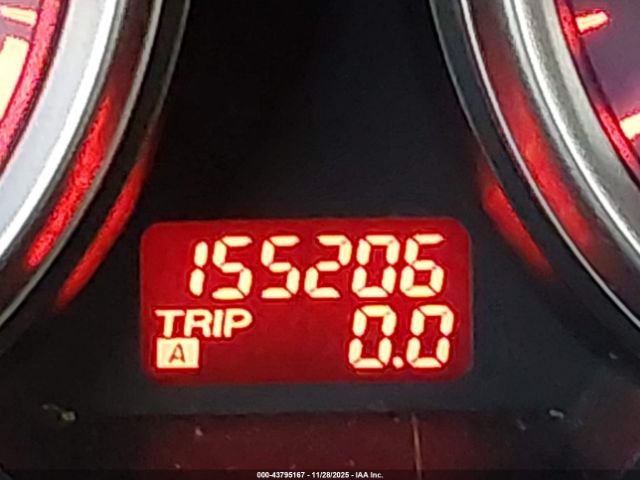 155206
TRIP
A 0.0
000-43795167 - 11/28/2025 - IAA Inc.